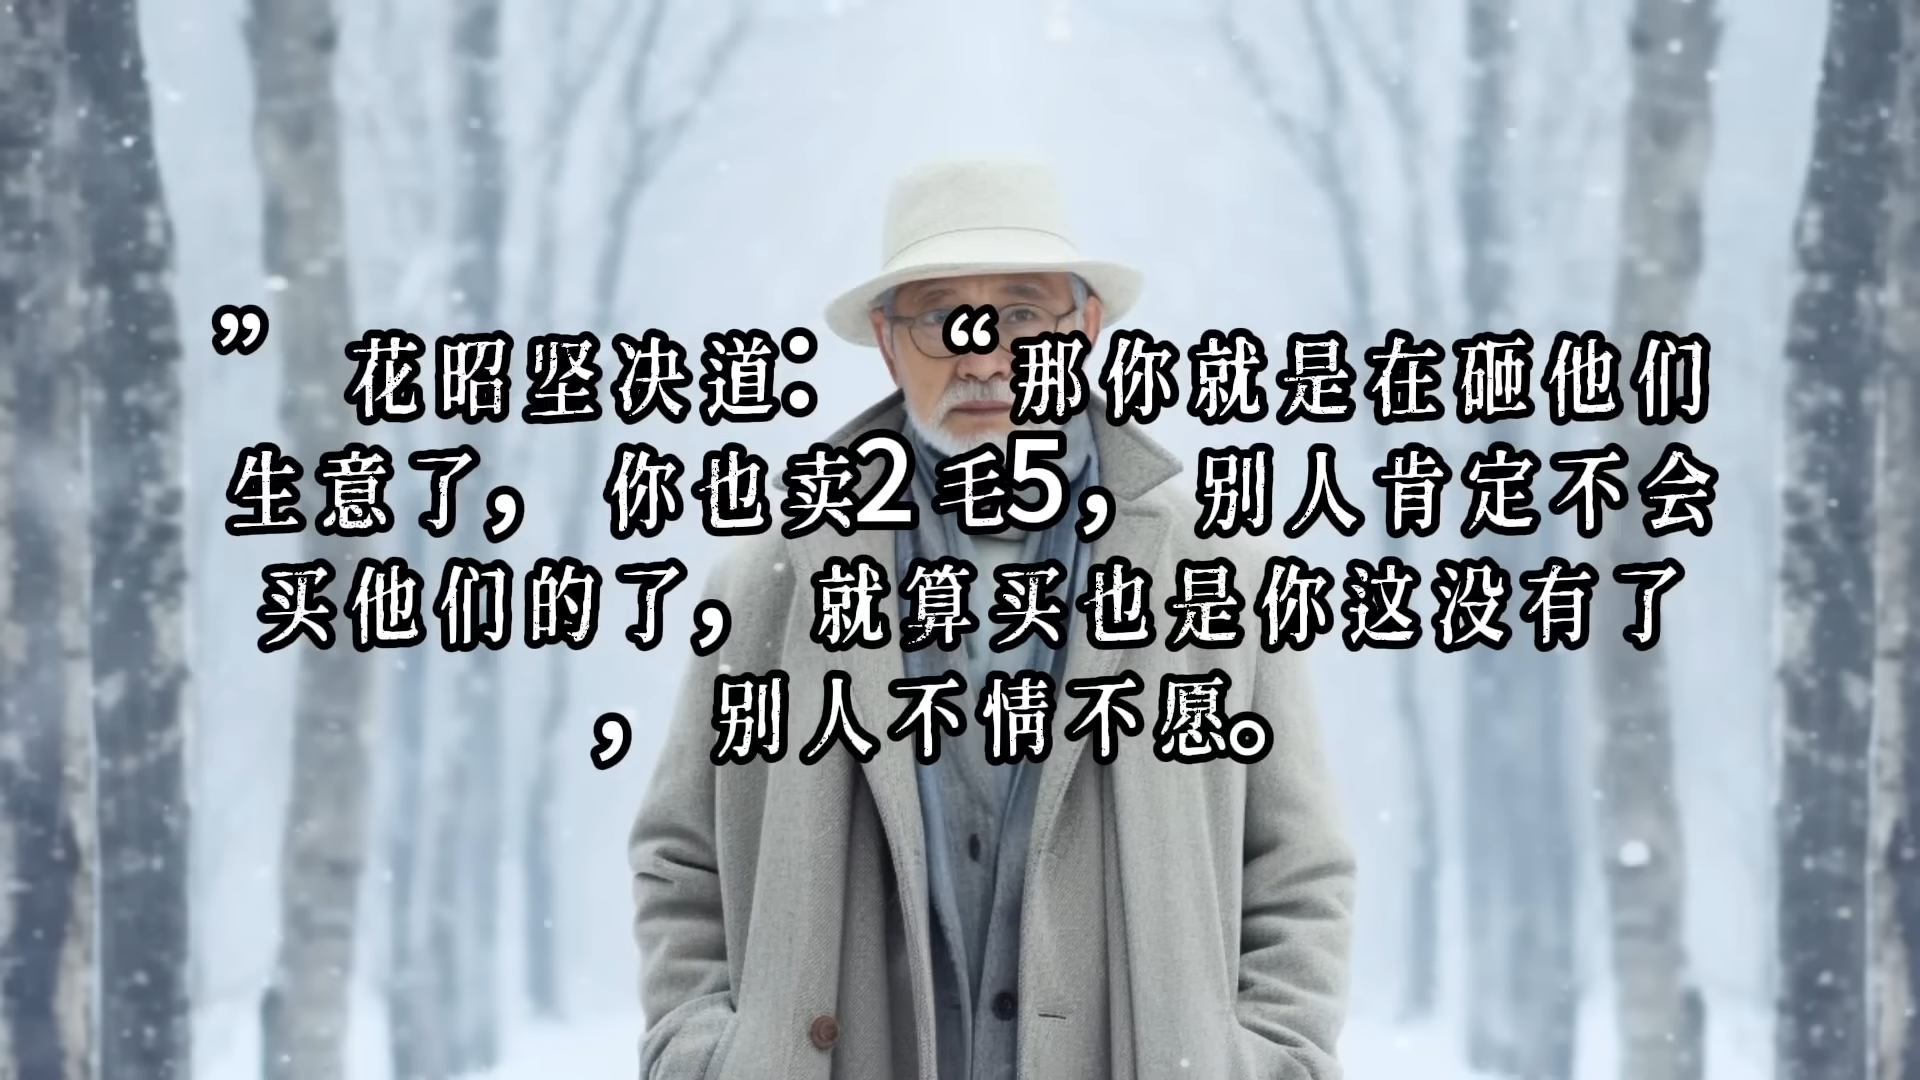 ” 花昭坚决道：“那你就是在砸他们
生意了，你也卖2毛5，别人肯定不会
买他们的了，就算买也是你这没有了
，别人不情不愿。